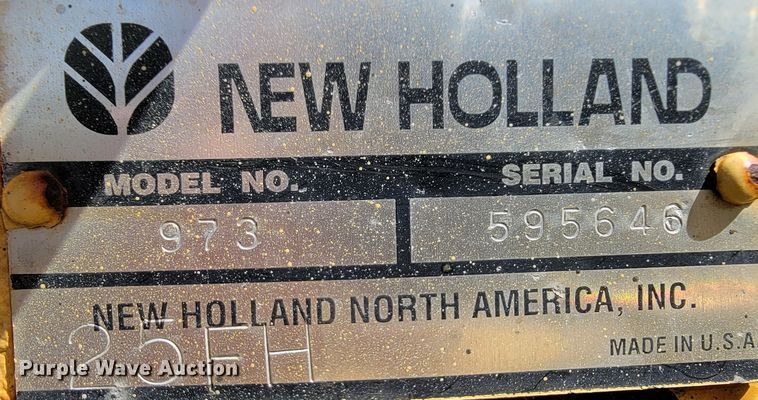 NEW HOLLAND
MODEL NO. SERIAL NO.
973 595646
NEW HOLLAND NORTH AMERICA, INC.
25FH
MADE IN U.S.A
Purple Wave Auction